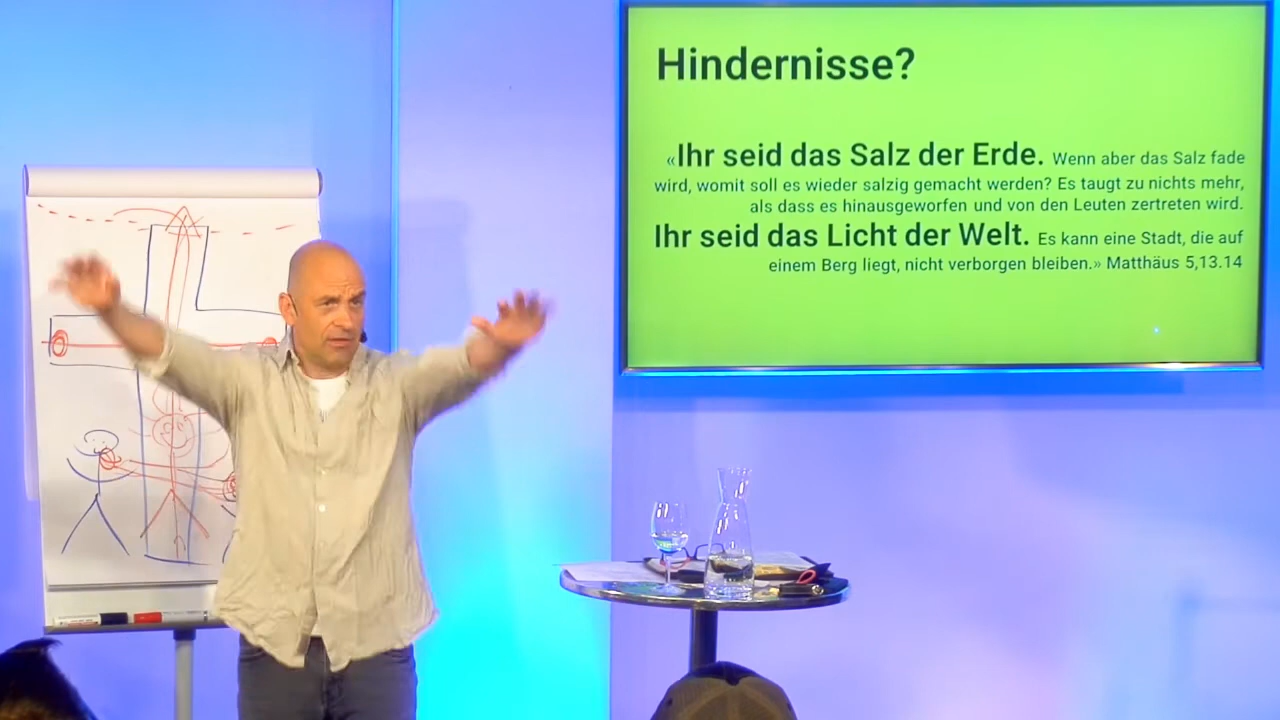 Hindernisse?
«Ihr seid das Salz der Erde. Wenn aber das Salz fade
wird, womit soll es wieder salzig gemacht werden? Es taugt zu nichts mehr,
als dass es hinausgeworfen und von den Leuten zertreten wird.
Ihr seid das Licht der Welt. Es kann eine Stadt, die auf
einem Berg liegt, nicht verborgen bleiben.» Matthäus 5,13.14